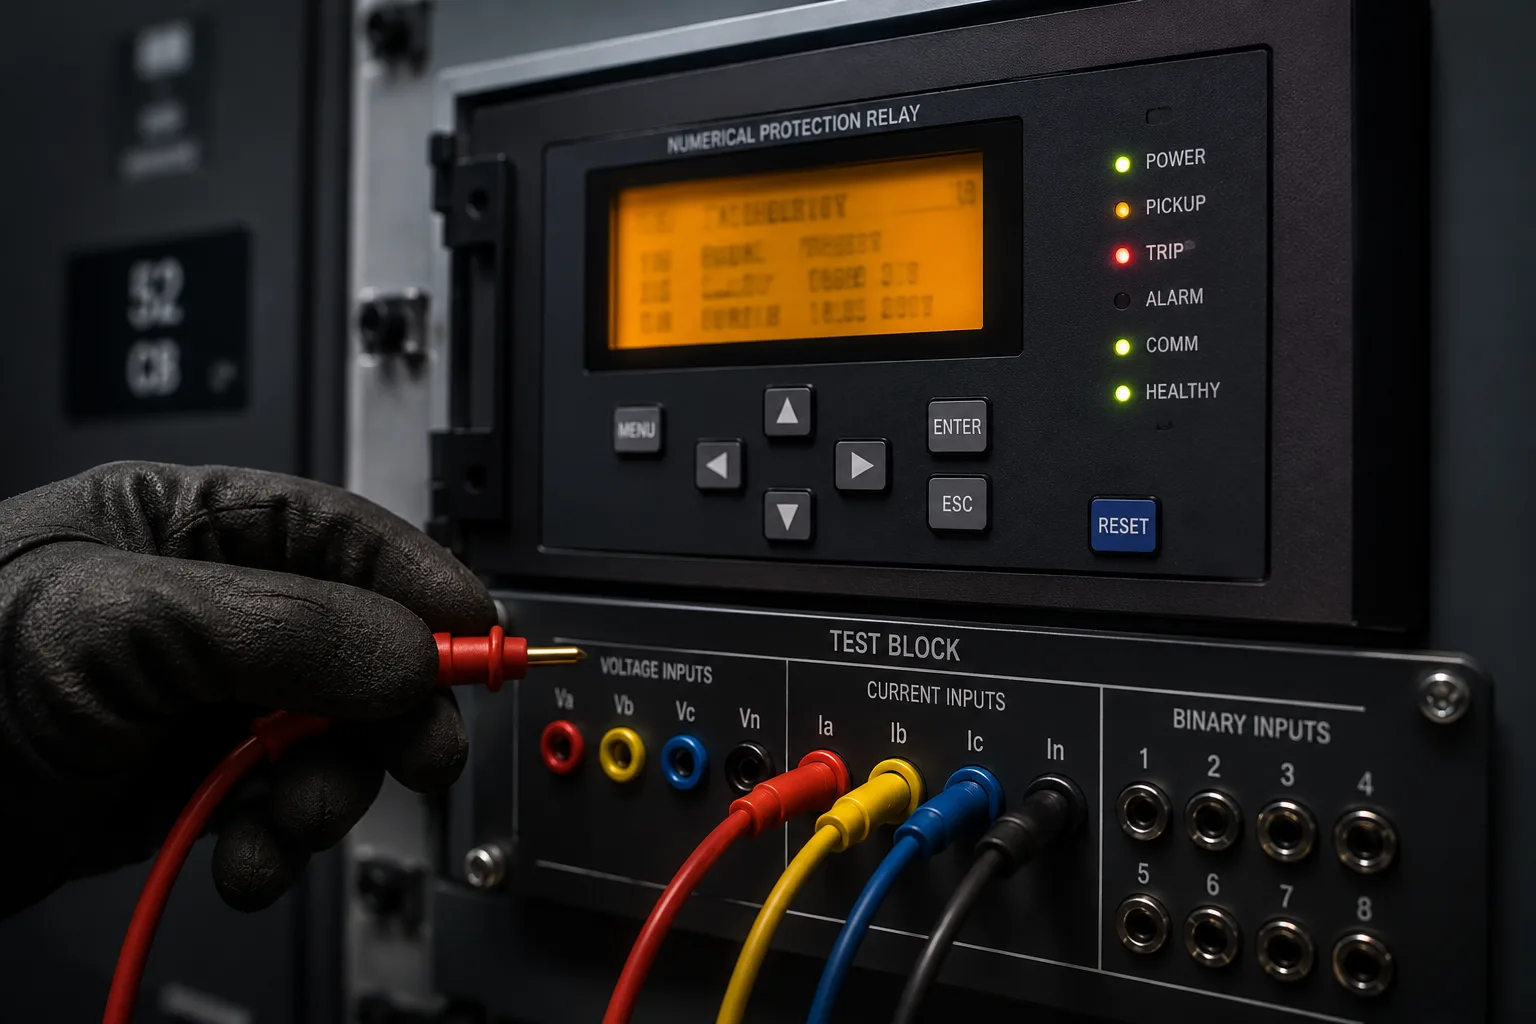 52
CB
NUMERICAL PROTECTION RELAY
POWER
PICKUP
TRIP
ALARM
COMM
HEALTHY
MENU
ENTER
ESC
RESET
TEST BLOCK
VOLTAGE INPUTS
Va Vb Vc Vn
CURRENT INPUTS
Ia Ib Ic In
BINARY INPUTS
1 2 3 4
5 6 7 8